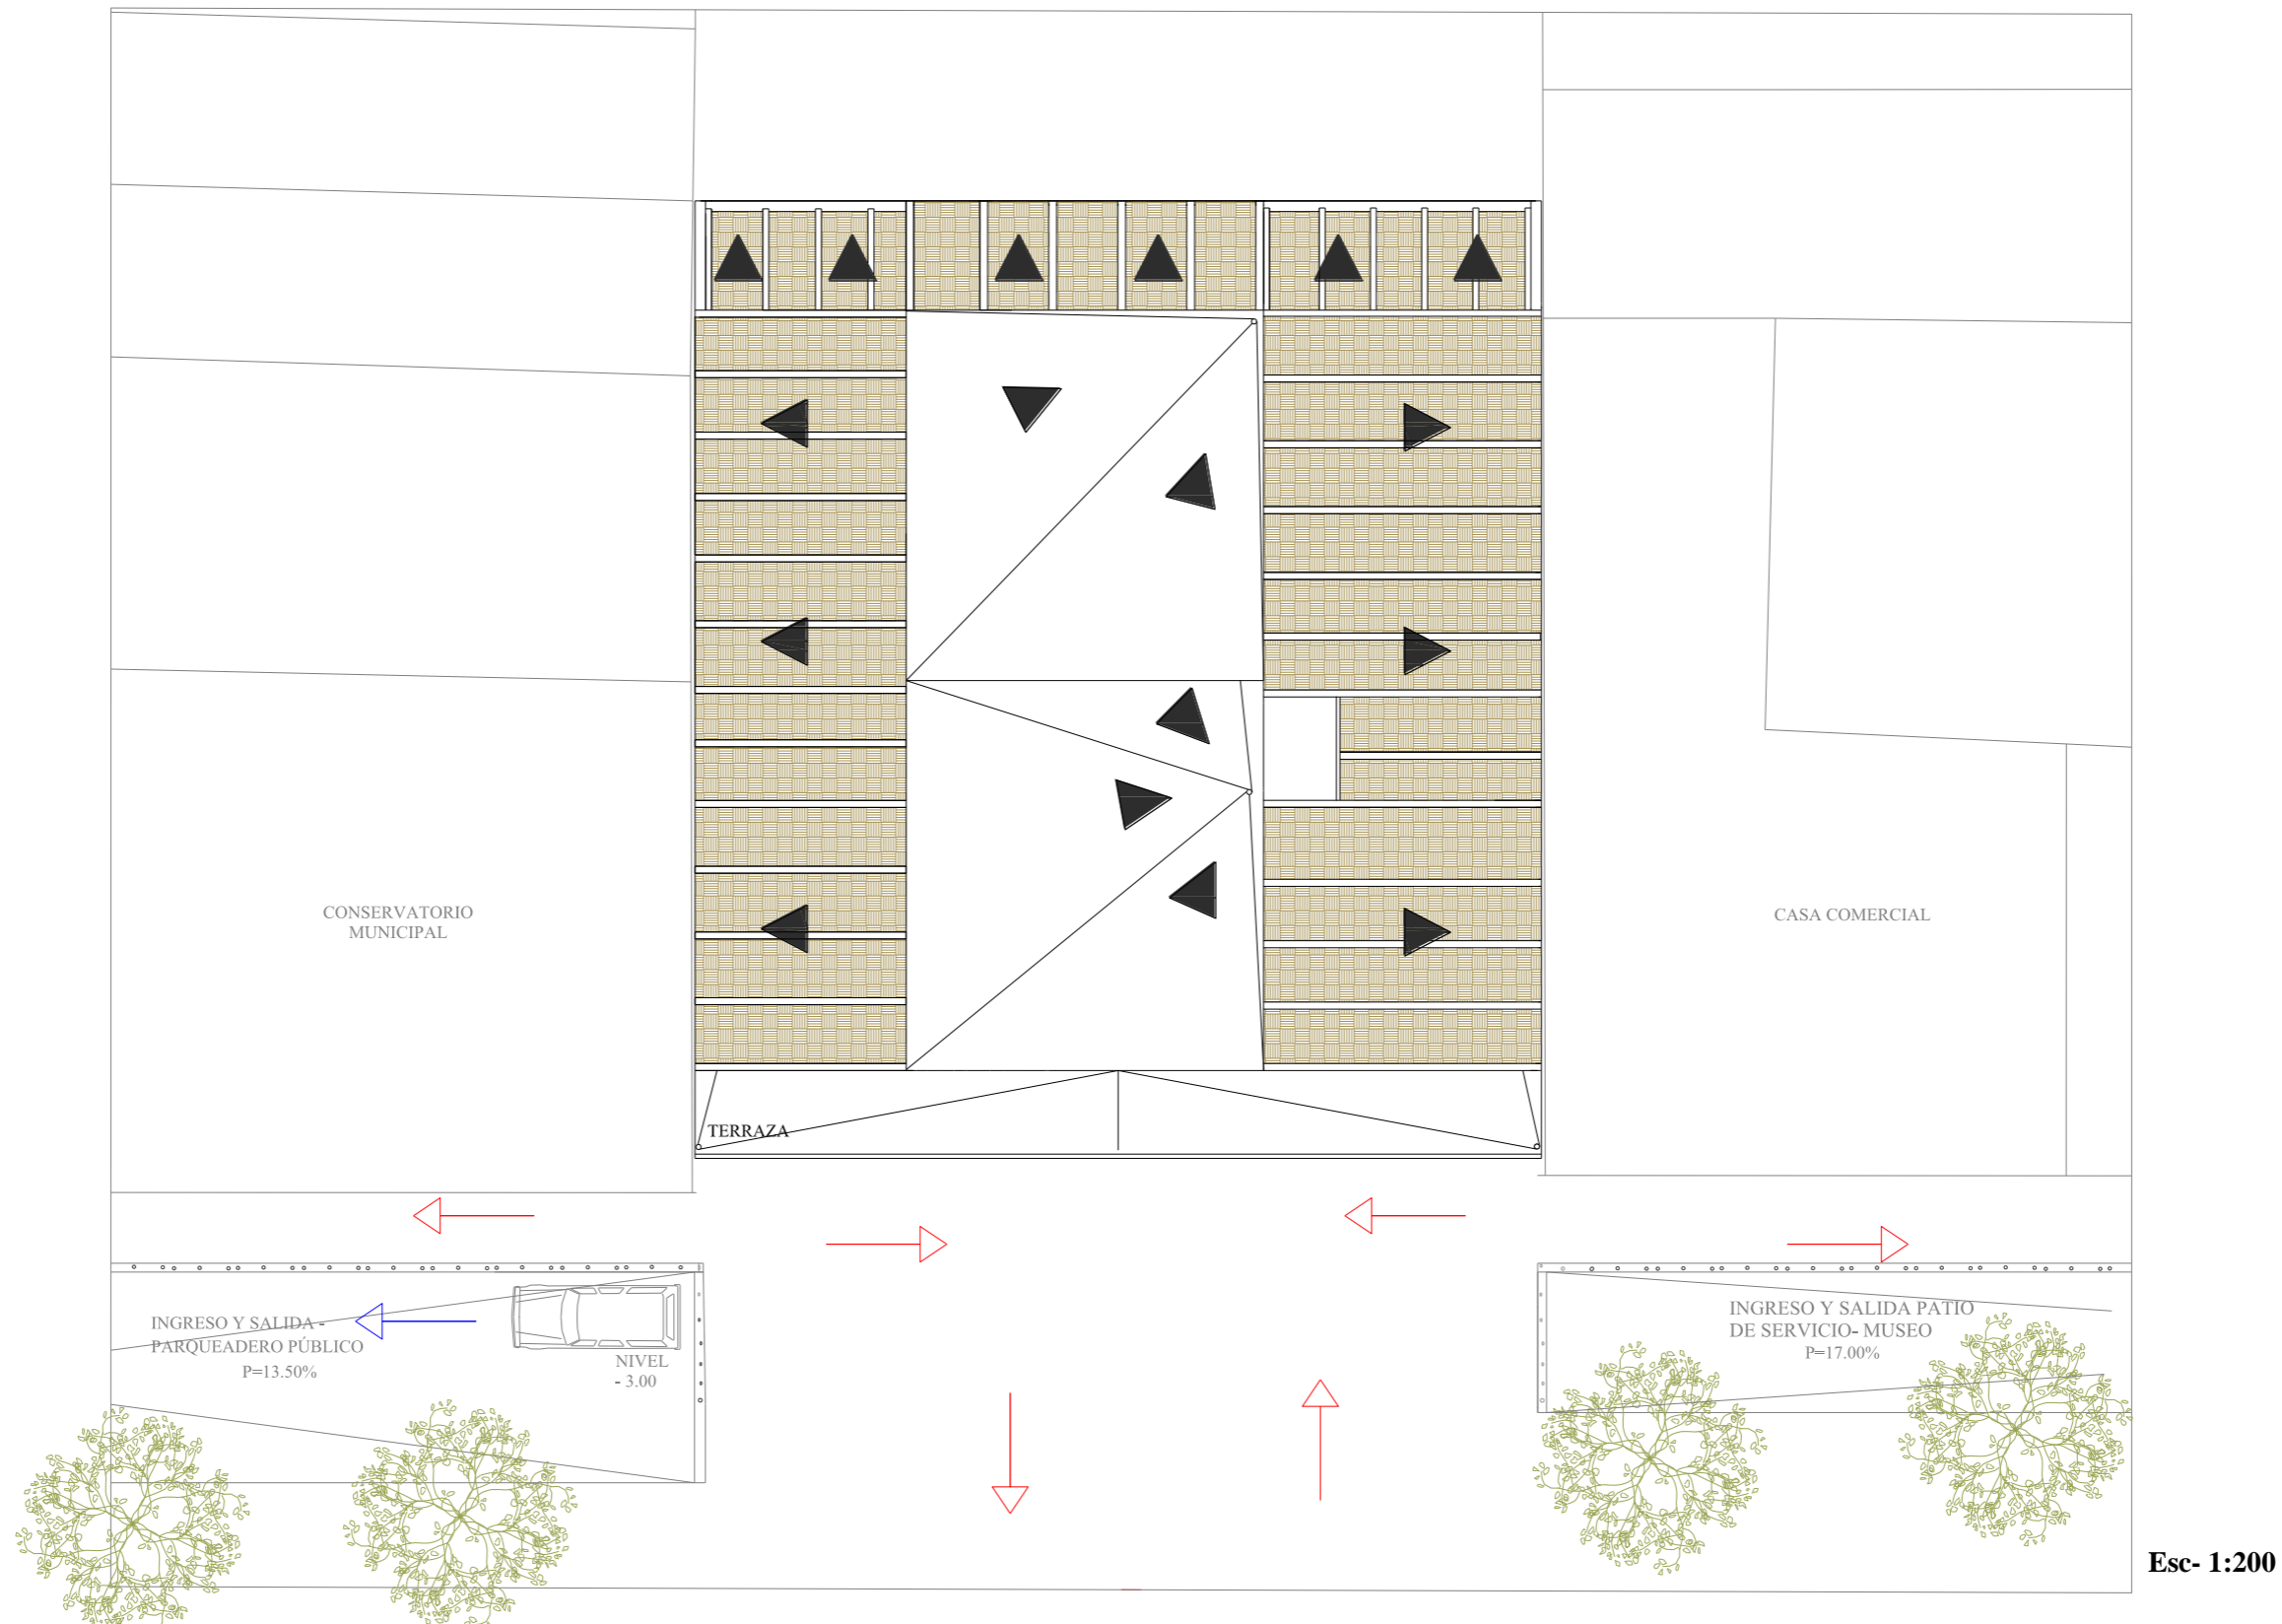 CONSERVATORIO
MUNICIPAL
CASA COMERCIAL
TERRAZA
INGRESO Y SALIDA -
PARQUEADERO PÚBLICO
P=13.50%
NIVEL
- 3.00
INGRESO Y SALIDA PATIO
DE SERVICIO- MUSEO
P=17.00%
Esc- 1:200